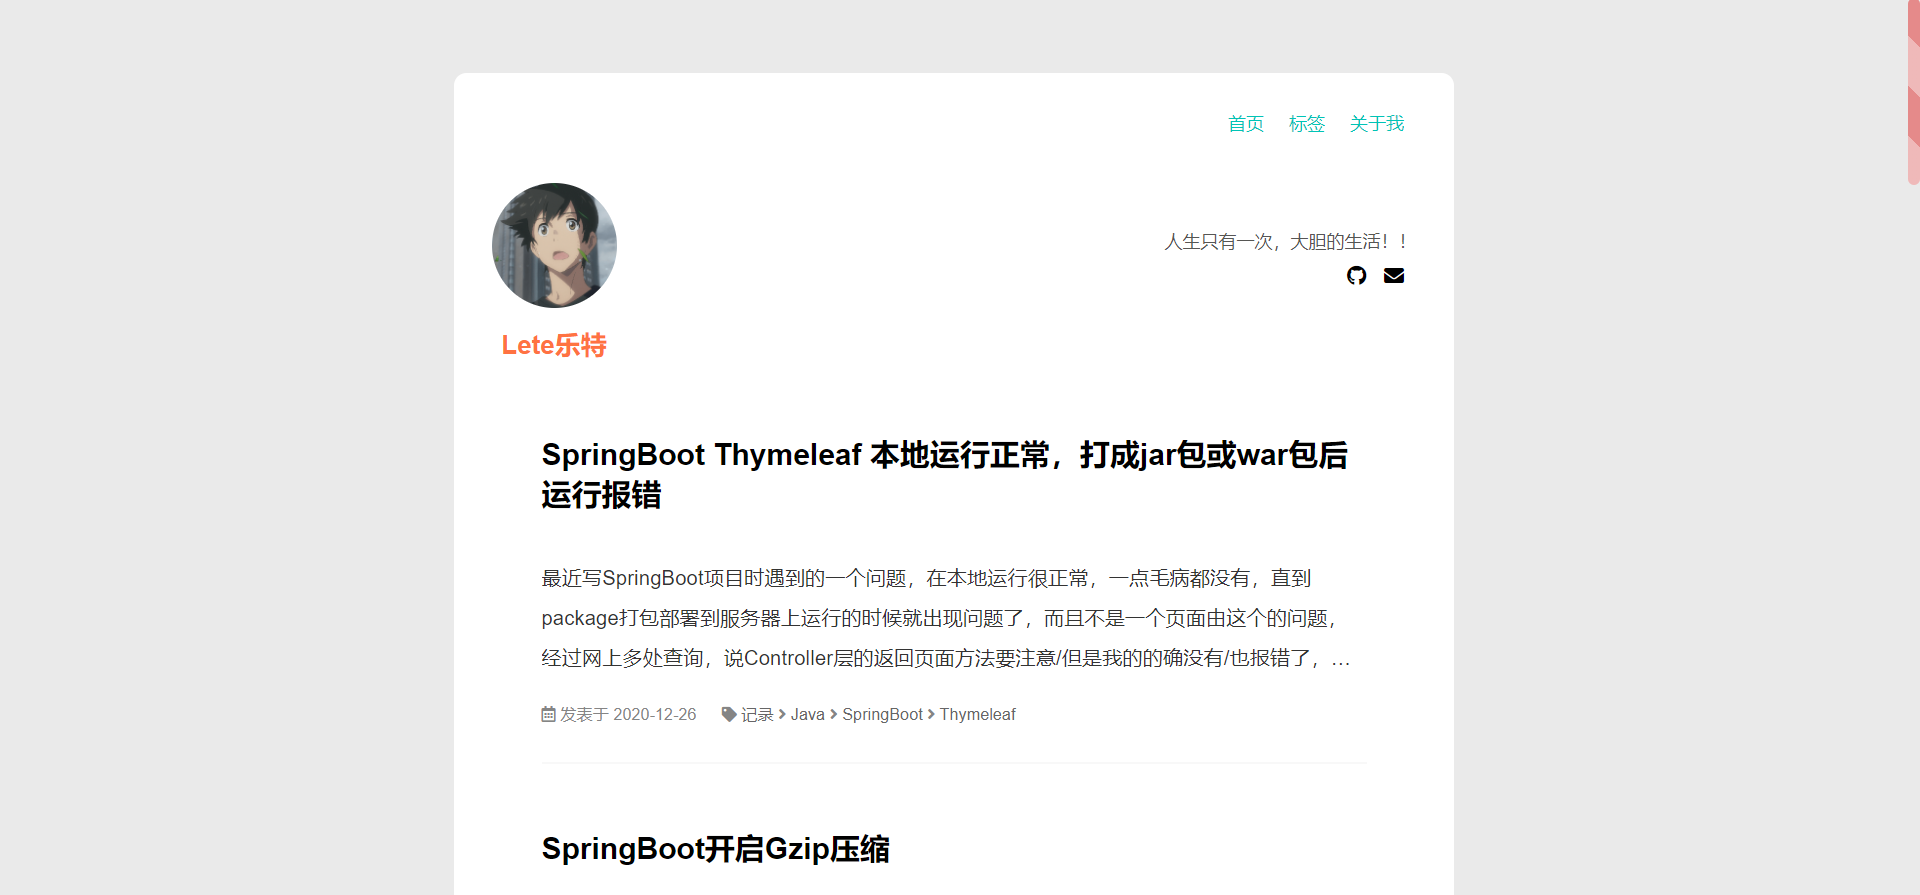 首页 标签 关于我
人生只有一次，大胆的生活！！
Lete乐特
SpringBoot Thymeleaf 本地运行正常，打成jar包或war包后
运行报错
最近写SpringBoot项目时遇到的一个问题，在本地运行很正常，一点毛病都没有，直到
package打包部署到服务器上运行的时候就出现问题了，而且不是一个页面由这个的问题，
经过网上多处查询，说Controller层的返回页面方法要注意/但是我的的确没有/也报错了，…
发表于 2020-12-26 记录 Java SpringBoot Thymeleaf
SpringBoot开启Gzip压缩